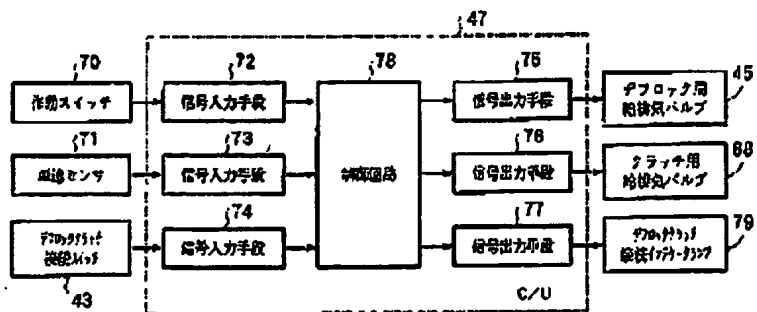 47
70
作動スイッチ
72
信号入力手段
78
制御回路
75
信号出力手段
デフロック用
給排気バルブ
45
71
車速センサ
73
信号入力手段
76
信号出力手段
クラッチ用
給排気バルブ
68
デフロッククラッチ
接続スイッチ
43
74
信号入力手段
77
信号出力手段
デフロッククラッチ
接続インジケータランプ
79
C/U